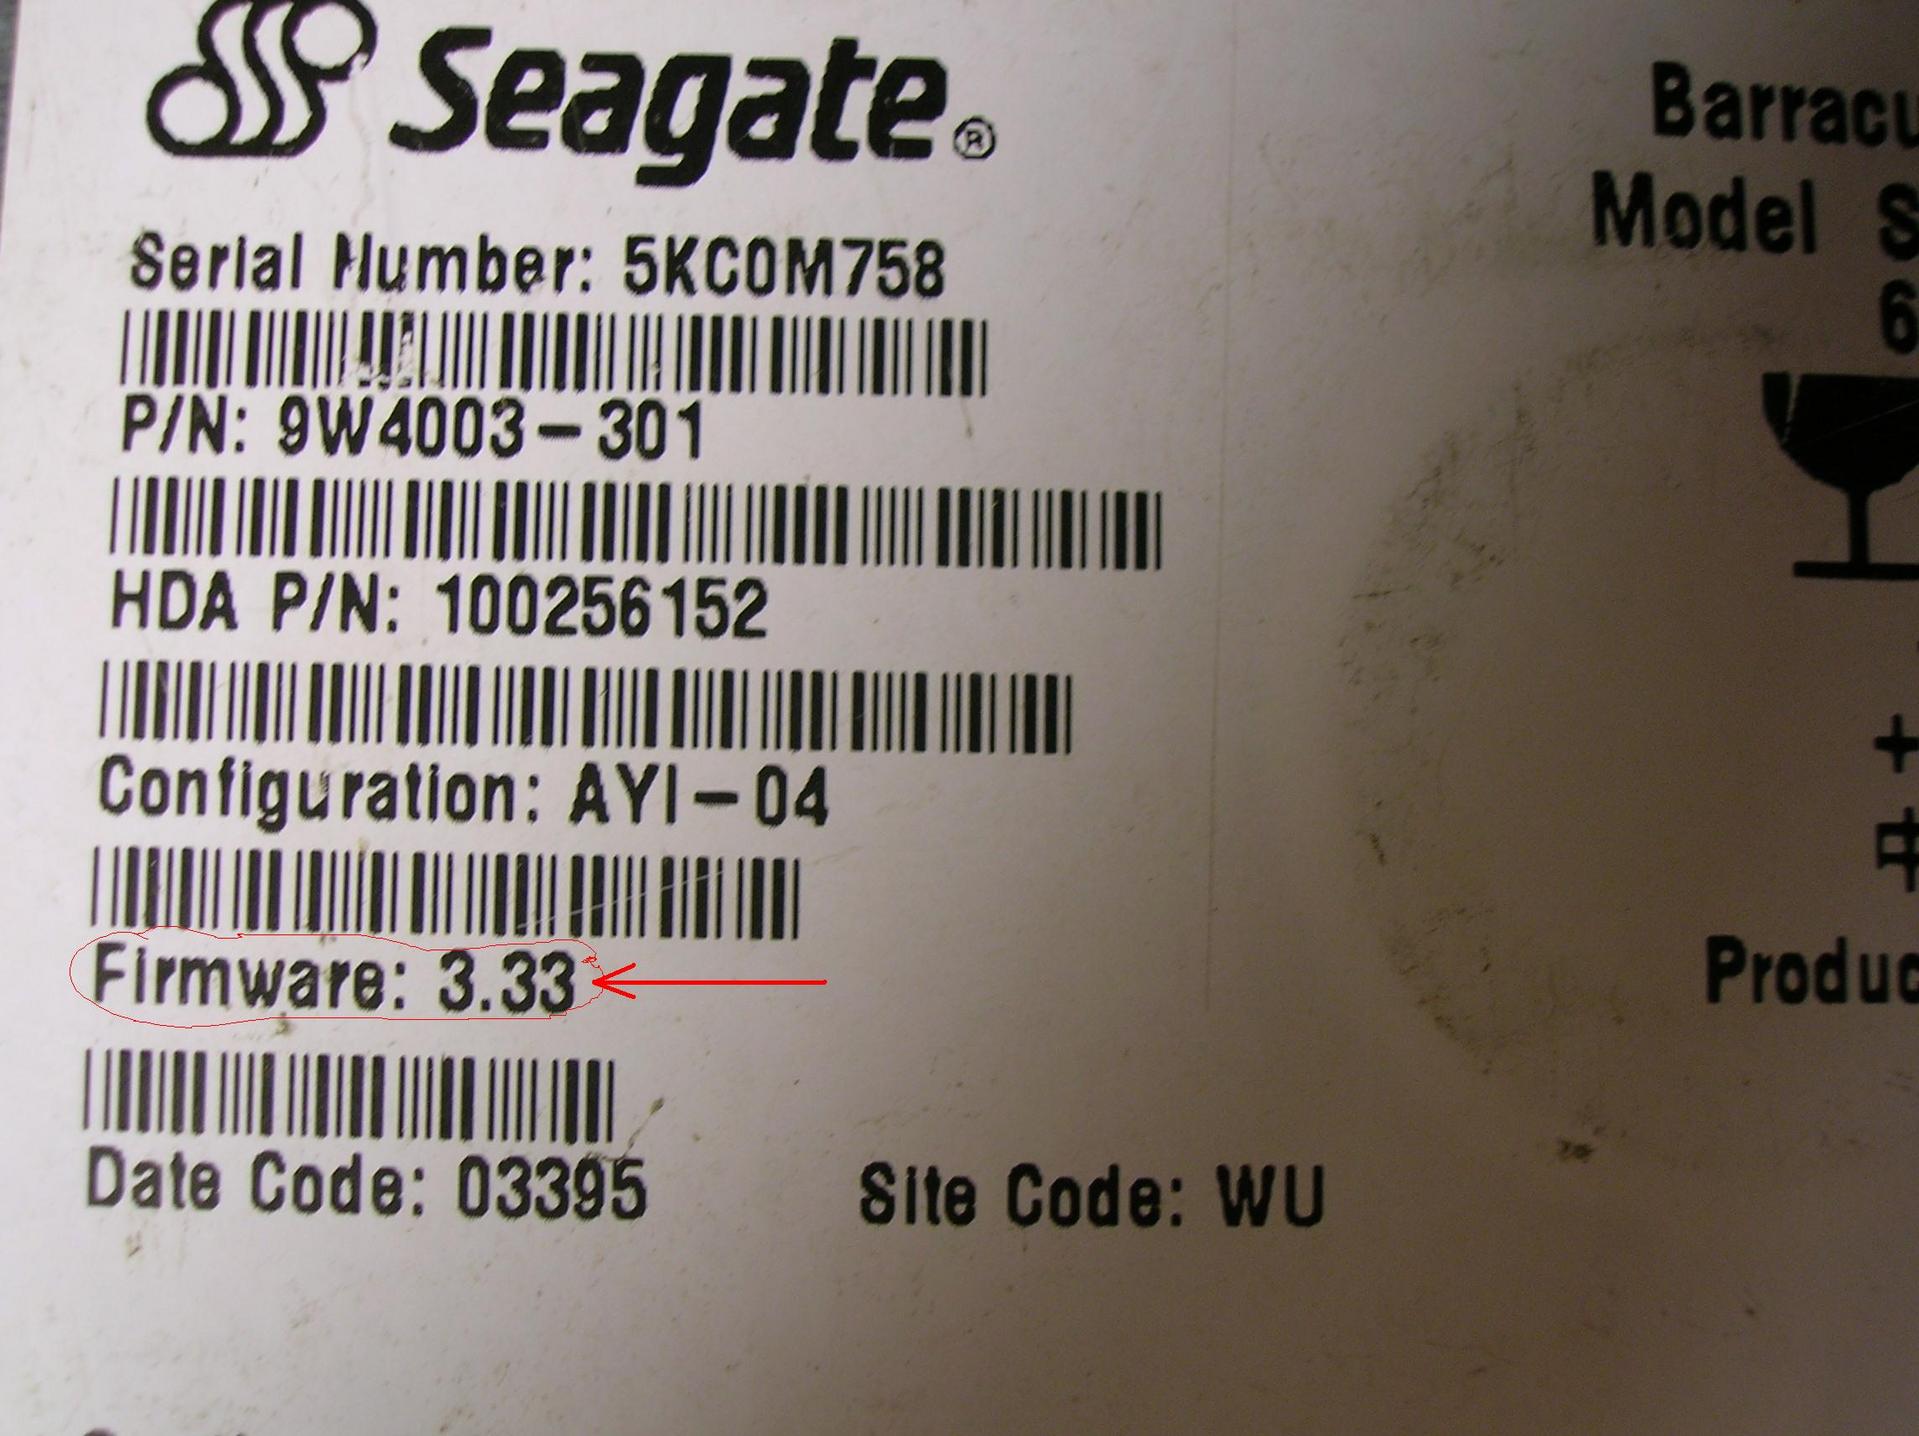 Seagate®
Barracu
Model S
6
Serial Number: 5KC0M758
P/N: 9W4003-301
HDA P/N: 100256152
Configuration: AYI-04
Firmware: 3.33
Produc
Date Code: 03395 Site Code: WU